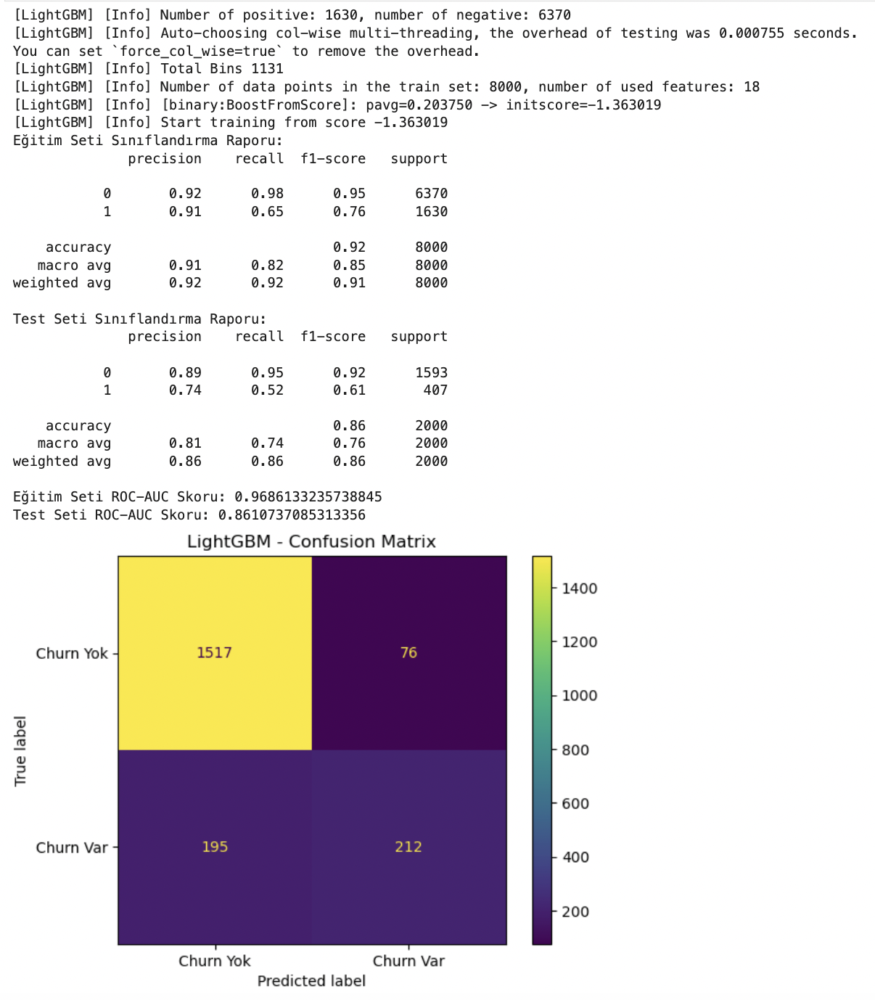 [LightGBM] [Info] Number of positive: 1630, number of negative: 6370
[LightGBM] [Info] Auto-choosing col-wise multi-threading, the overhead of testing was 0.000755 seconds.
You can set `force_col_wise=true` to remove the overhead.
[LightGBM] [Info] Total Bins 1131
[LightGBM] [Info] Number of data points in the train set: 8000, number of used features: 18
[LightGBM] [Info] [binary:BoostFromScore]: pavg=0.203750 -> initscore=-1.363019
[LightGBM] [Info] Start training from score -1.363019
Eğitim Seti Sınıflandırma Raporu:
precision recall f1-score support
0 0.92 0.98 0.95 6370
1 0.91 0.65 0.76 1630
accuracy 0.92 8000
macro avg 0.91 0.82 0.85 8000
weighted avg 0.92 0.92 0.91 8000
Test Seti Sınıflandırma Raporu:
precision recall f1-score support
0 0.89 0.95 0.92 1593
1 0.74 0.52 0.61 407
accuracy 0.86 2000
macro avg 0.81 0.74 0.76 2000
weighted avg 0.86 0.86 0.86 2000
Eğitim Seti ROC-AUC Skoru: 0.9686133235738845
Test Seti ROC-AUC Skoru: 0.8610737085313356
LightGBM - Confusion Matrix
True label
Churn Yok
1517
76
Churn Var
195
212
Churn Yok
Churn Var
Predicted label
1400
1200
1000
800
600
400
200